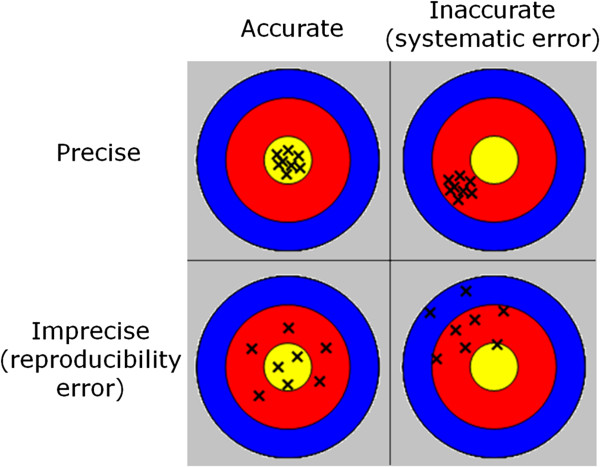 Accurate
Inaccurate
(systematic error)
Precise
Imprecise
(reproducibility
error)